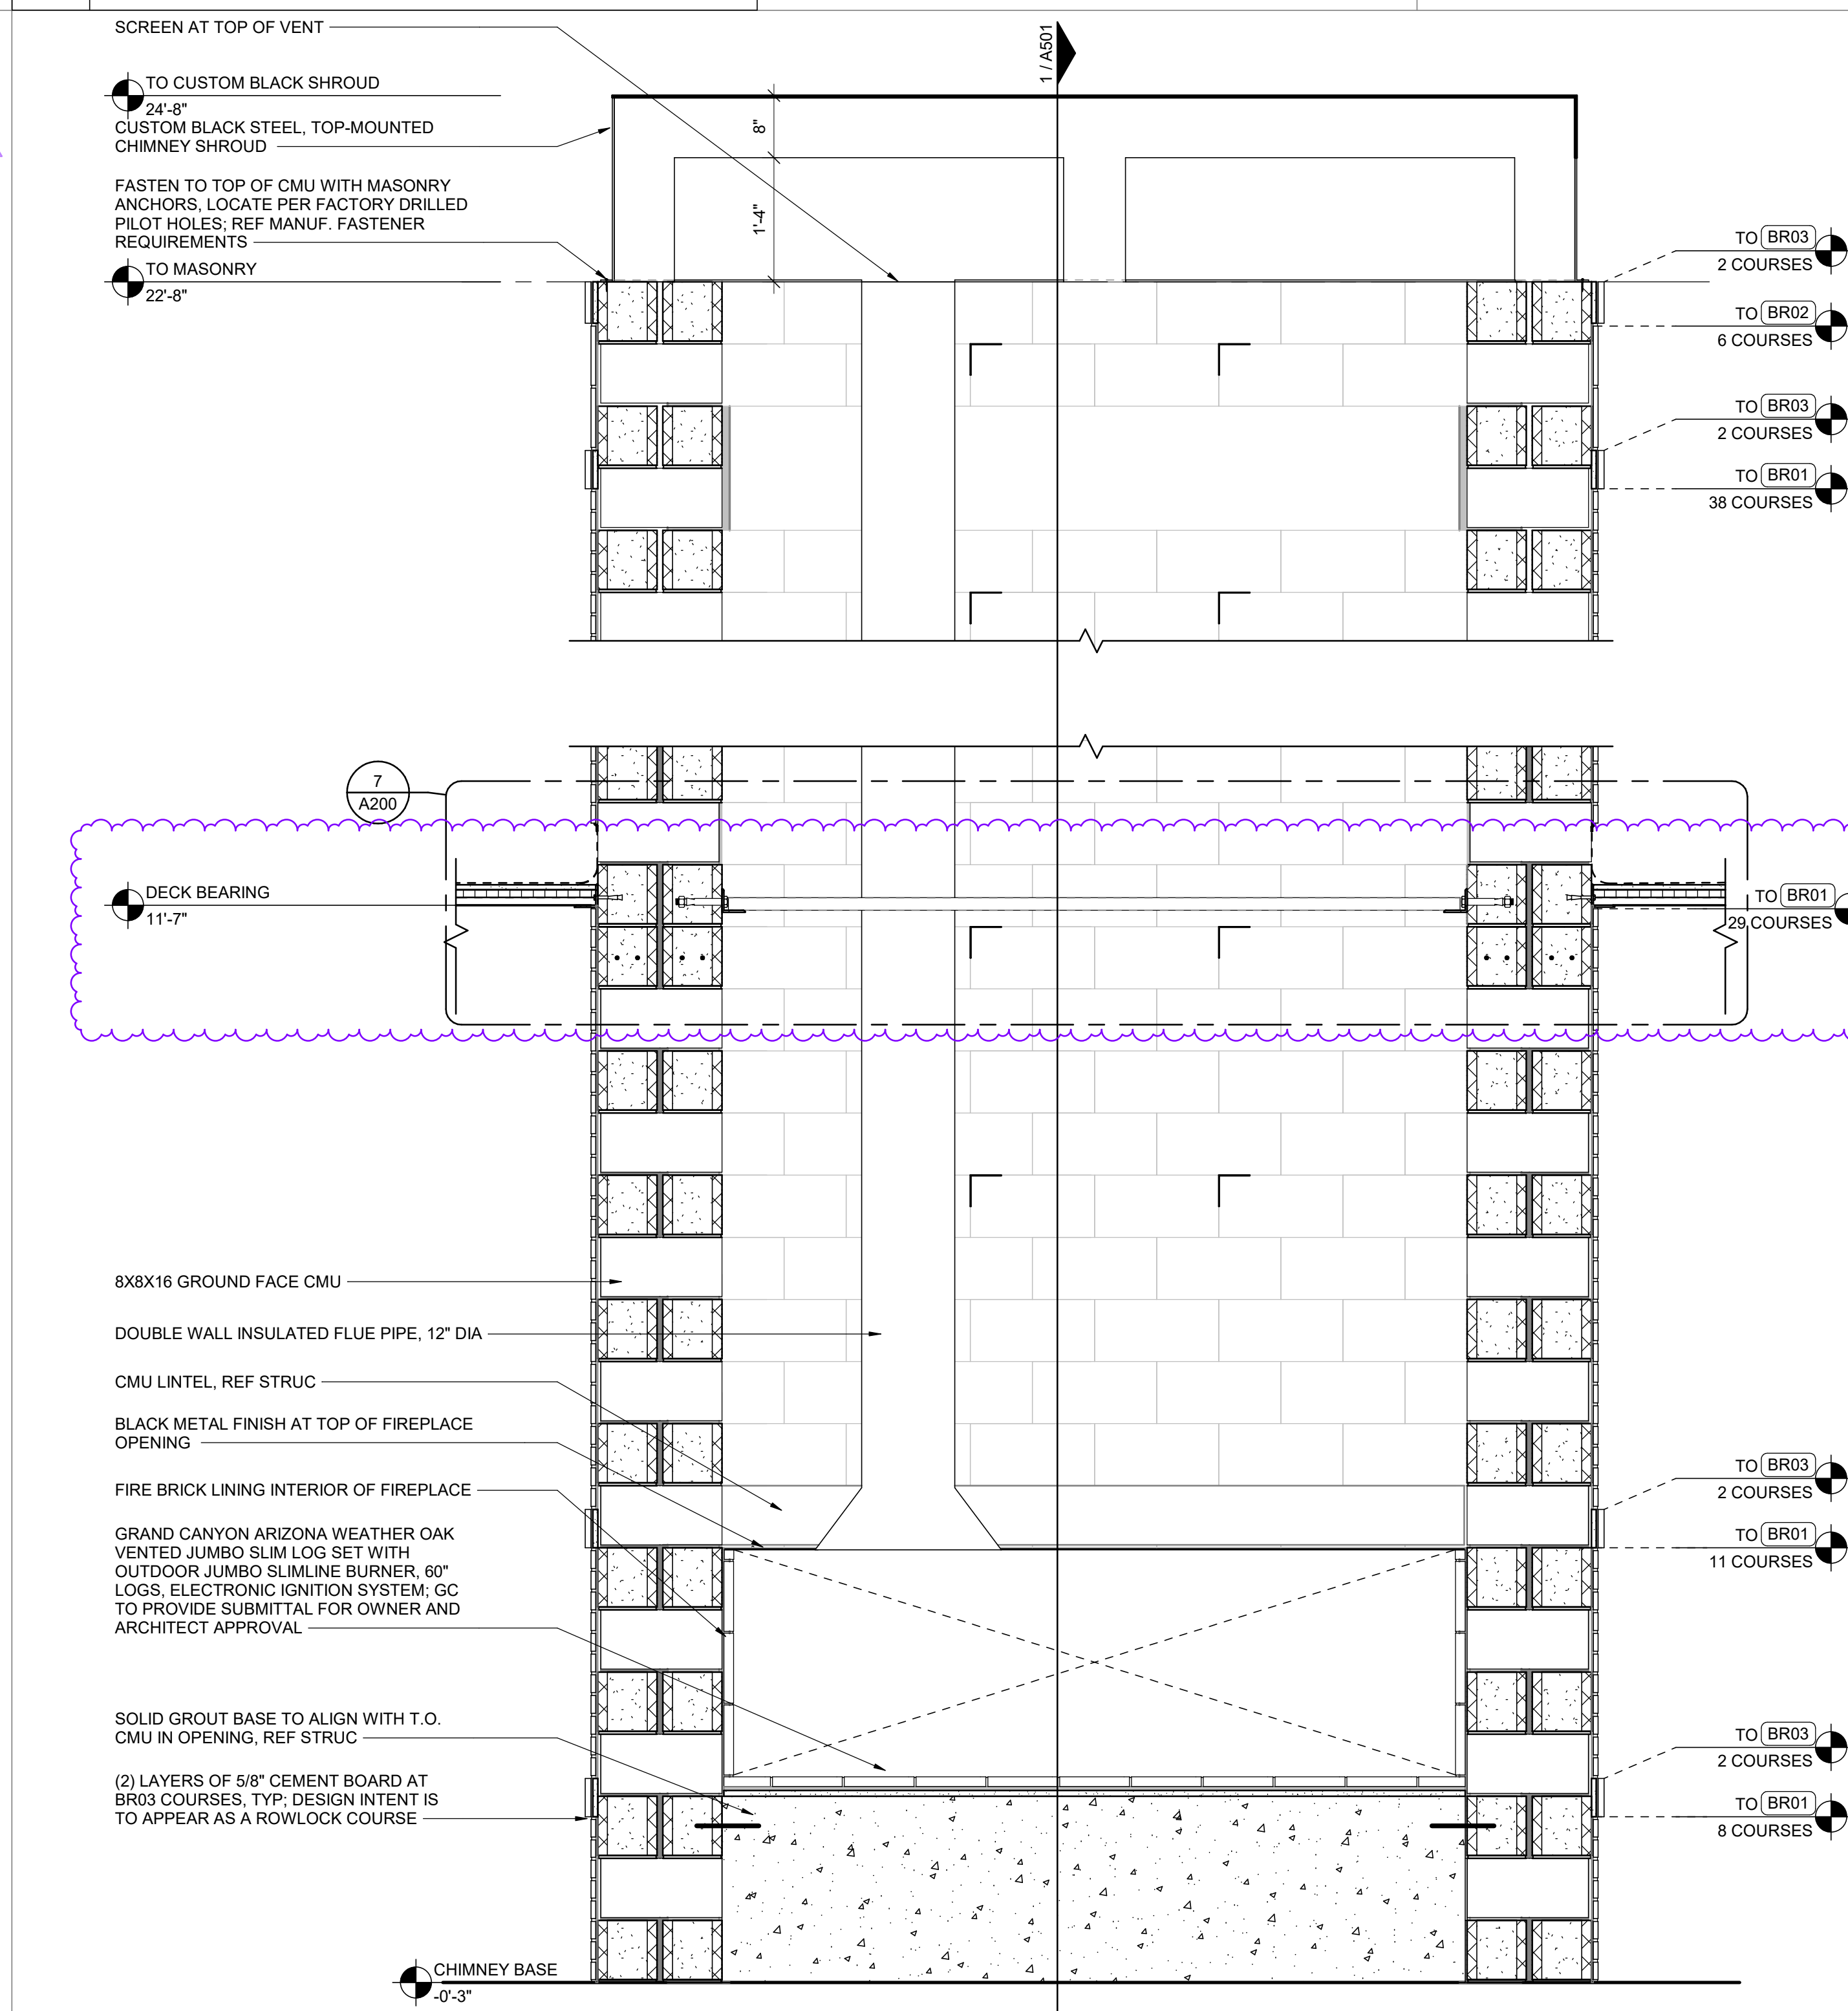 SCREEN AT TOP OF VENT
1 / A501
TO CUSTOM BLACK SHROUD
24'-8"
CUSTOM BLACK STEEL, TOP-MOUNTED
CHIMNEY SHROUD
8"
FASTEN TO TOP OF CMU WITH MASONRY
ANCHORS, LOCATE PER FACTORY DRILLED
PILOT HOLES; REF MANUF. FASTENER
REQUIREMENTS
1'-4"
TO MASONRY
22'-8"
TO BR03
2 COURSES
TO BR02
6 COURSES
TO BR03
2 COURSES
TO BR01
38 COURSES
7
A200
DECK BEARING
11'-7"
TO BR01
29 COURSES
8X8X16 GROUND FACE CMU
DOUBLE WALL INSULATED FLUE PIPE, 12" DIA
CMU LINTEL, REF STRUC
BLACK METAL FINISH AT TOP OF FIREPLACE
OPENING
FIRE BRICK LINING INTERIOR OF FIREPLACE
GRAND CANYON ARIZONA WEATHER OAK
VENTED JUMBO SLIM LOG SET WITH
OUTDOOR JUMBO SLIMLINE BURNER, 60"
LOGS, ELECTRONIC IGNITION SYSTEM; GC
TO PROVIDE SUBMITTAL FOR OWNER AND
ARCHITECT APPROVAL
TO BR03
2 COURSES
TO BR01
11 COURSES
SOLID GROUT BASE TO ALIGN WITH T.O.
CMU IN OPENING, REF STRUC
(2) LAYERS OF 5/8" CEMENT BOARD AT
BR03 COURSES, TYP; DESIGN INTENT IS
TO APPEAR AS A ROWLOCK COURSE
TO BR03
2 COURSES
TO BR01
8 COURSES
CHIMNEY BASE
-0'-3"